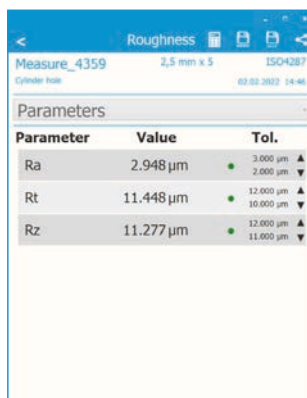 < Roughness
Measure_4359 2,5 mm x 5 ISO4287
Cylinder hole 02.02.2022 14:46
Parameters
Parameter Value Tol.
Ra 2.948 µm 3.000 µm ▲
2.000 µm ▼
Rt 11.448 µm 12.000 µm ▲
10.000 µm ▼
Rz 11.277 µm 12.000 µm ▲
11.000 µm ▼